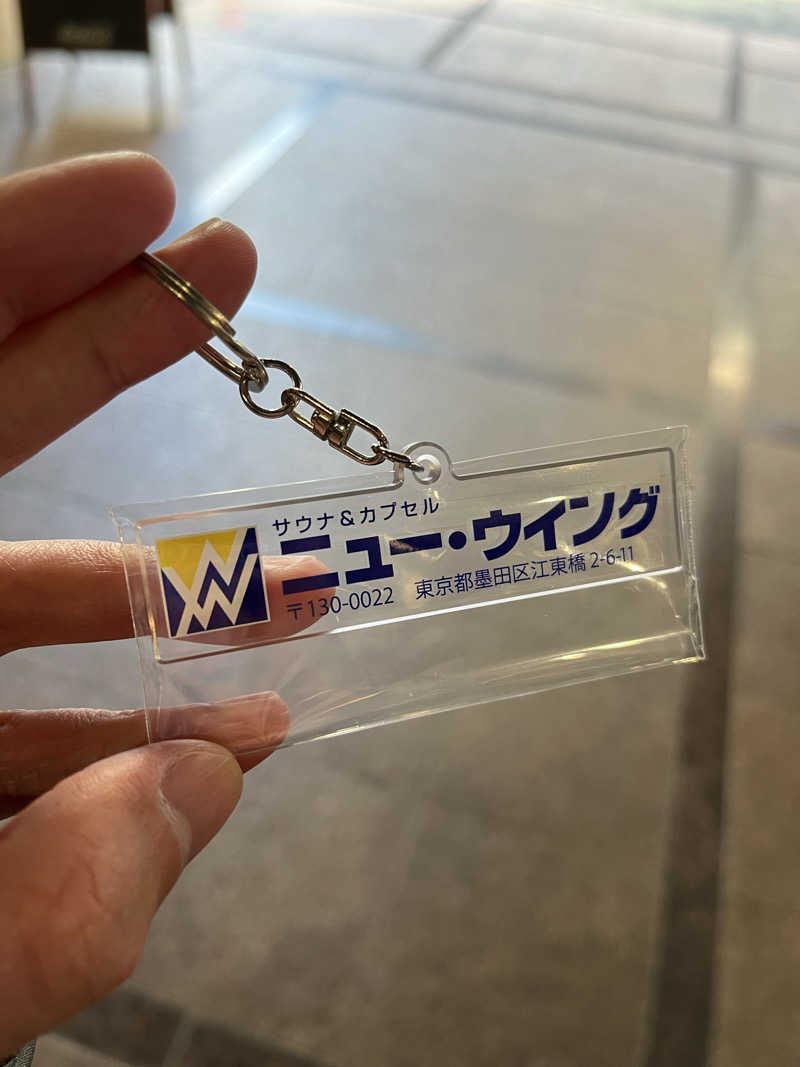 サウナ&カプセル
ニュー・ウイング
〒130-0022 東京都墨田区江東橋 2-6-11